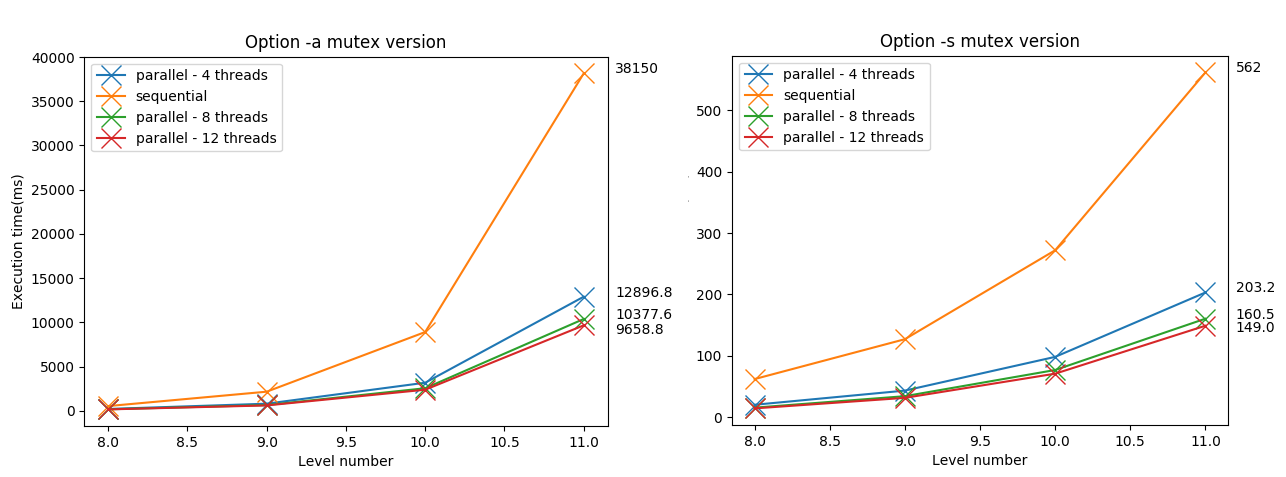 Option -a mutex version
40000
35000
30000
25000
20000
15000
10000
5000
0
Execution time(ms)
parallel - 4 threads
sequential
parallel - 8 threads
parallel - 12 threads
38150
12896.8
10377.6
9658.8
8.0 8.5 9.0 9.5 10.0 10.5 11.0
Level number
Option -s mutex version
500
400
300
200
100
0
parallel - 4 threads
sequential
parallel - 8 threads
parallel - 12 threads
562
203.2
160.5
149.0
8.0 8.5 9.0 9.5 10.0 10.5 11.0
Level number